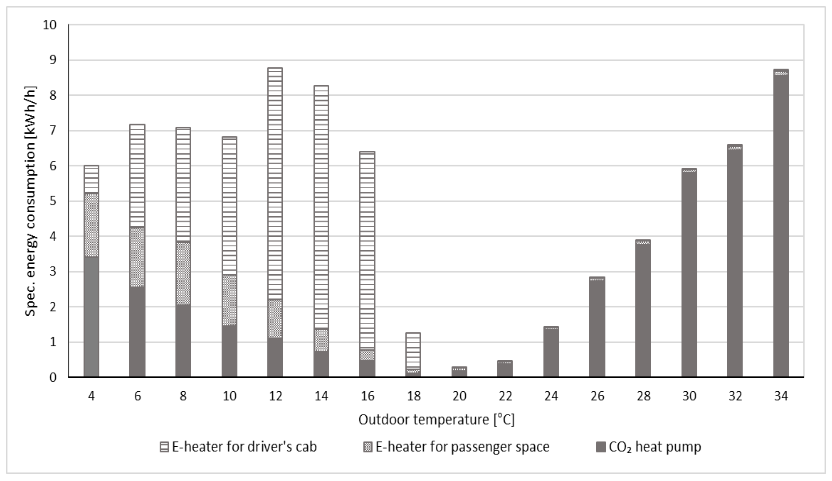 10
9
8
7
6
5
4
3
2
1
0
Spec. energy consumption [kWh/h]
4 6 8 10 12 14 16 18 20 22 24 26 28 30 32 34
Outdoor temperature [°C]
E-heater for driver's cab E-heater for passenger space CO₂ heat pump